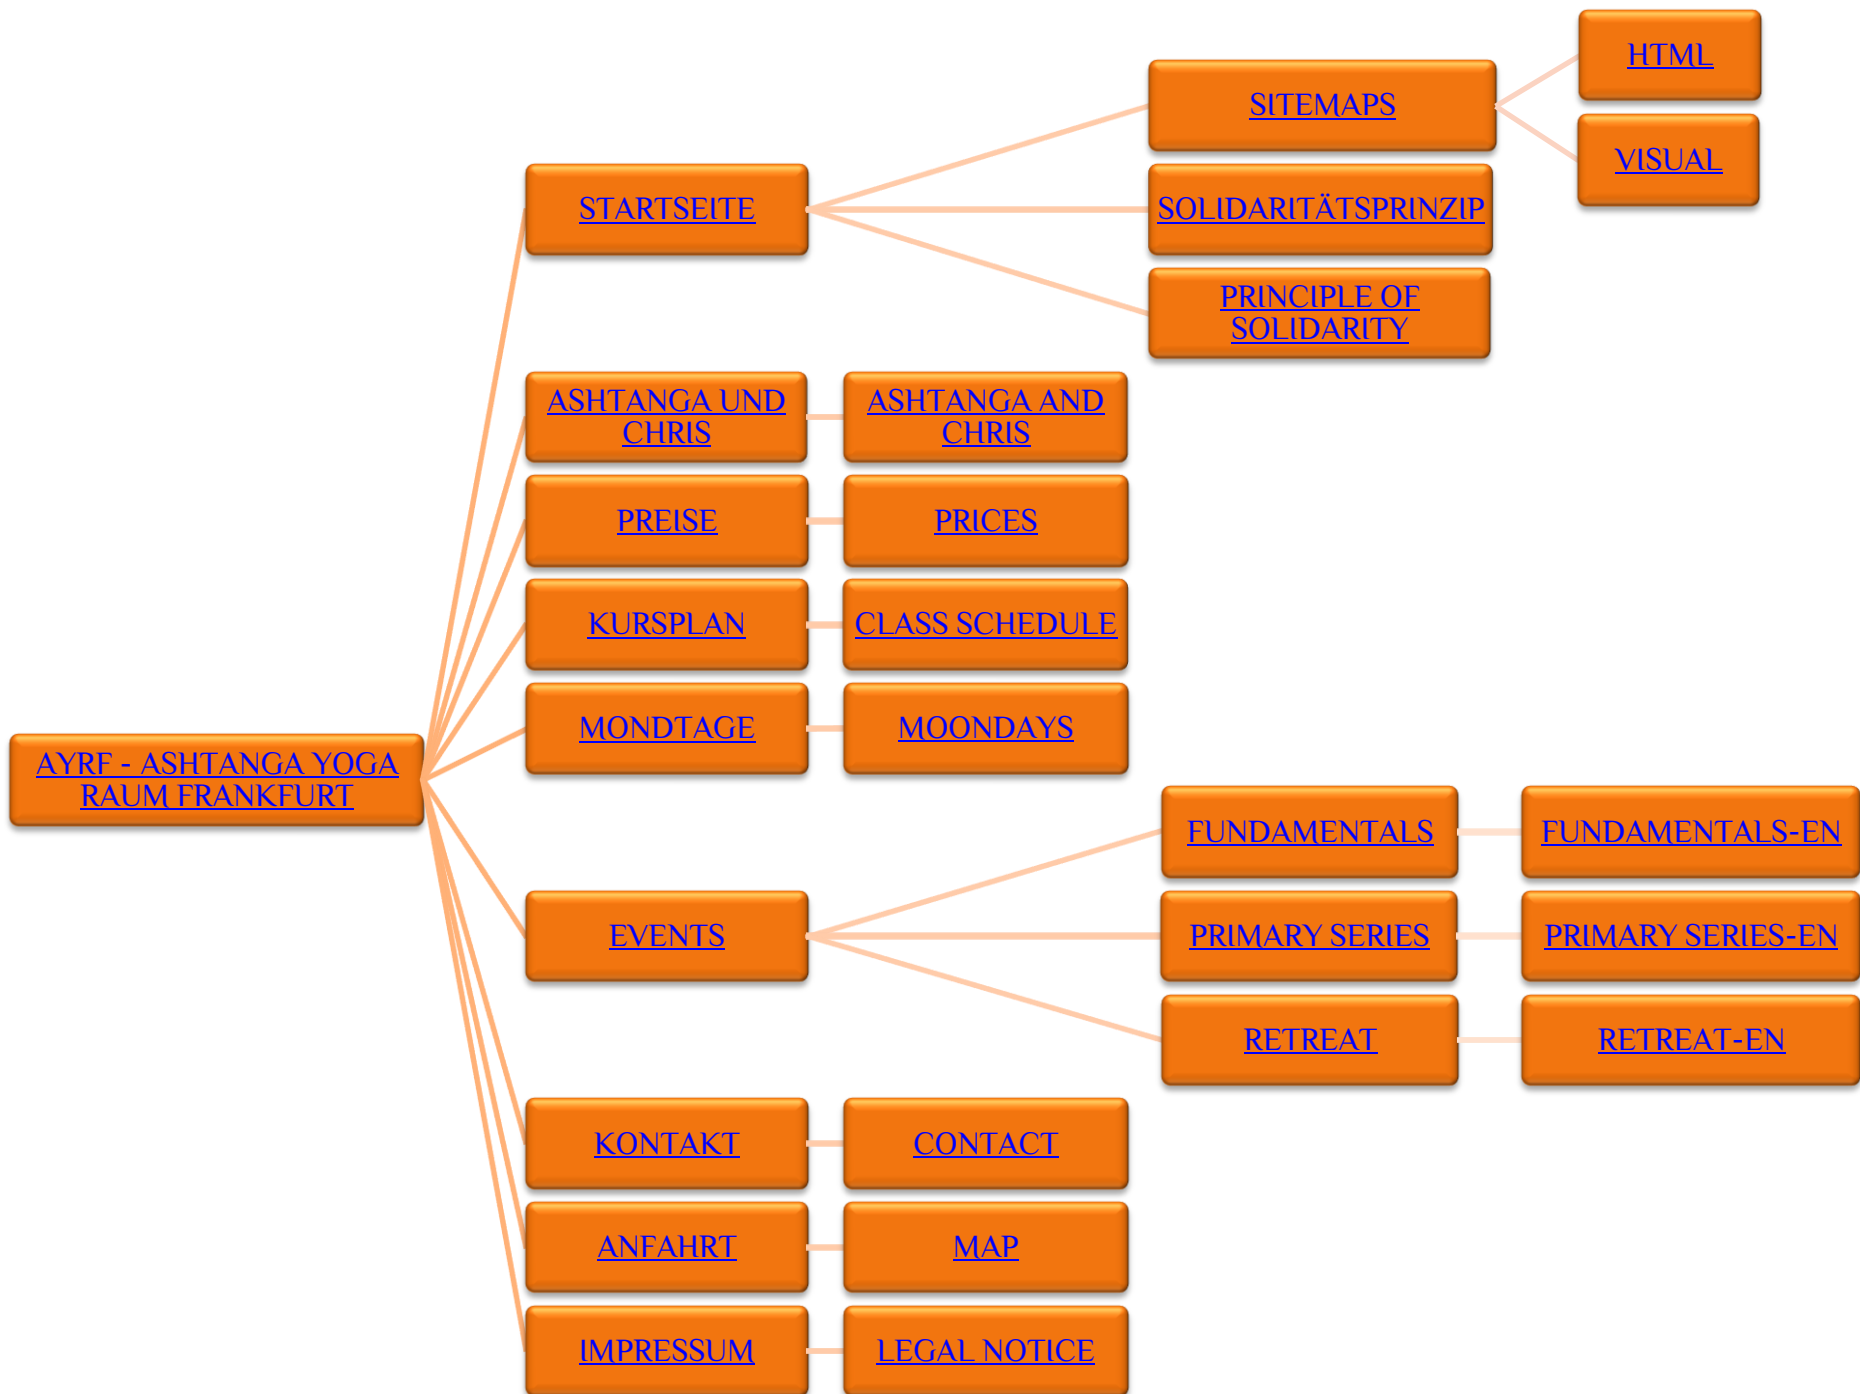 HTML
SITEMAPS
VISUAL
STARTSEITE
SOLIDARITÄTSPRINZIP
PRINCIPLE OF
SOLIDARITY
ASHTANGA UND
CHRIS
ASHTANGA AND
CHRIS
PREISE
PRICES
KURSPLAN
CLASS SCHEDULE
MONDTAGE
MOONDAYS
AYRF - ASHTANGA YOGA
RAUM FRANKFURT
FUNDAMENTALS
FUNDAMENTALS-EN
EVENTS
PRIMARY SERIES
PRIMARY SERIES-EN
RETREAT
RETREAT-EN
KONTAKT
CONTACT
ANFAHRT
MAP
IMPRESSUM
LEGAL NOTICE